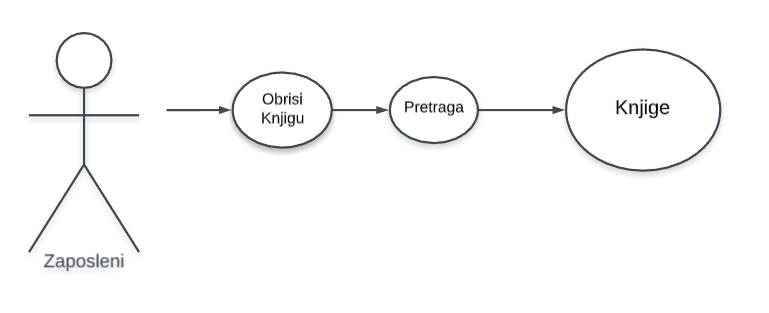 Obrisi
Knjigu
Pretraga
Knjige
Zaposleni